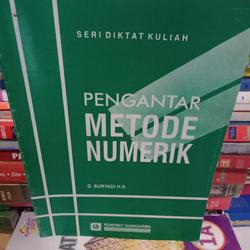 SERI DIKTAT KULIAH
PENGANTAR
METODE
NUMERIK
D. SURYADI H.S.
PENERBIT GUNADARMA